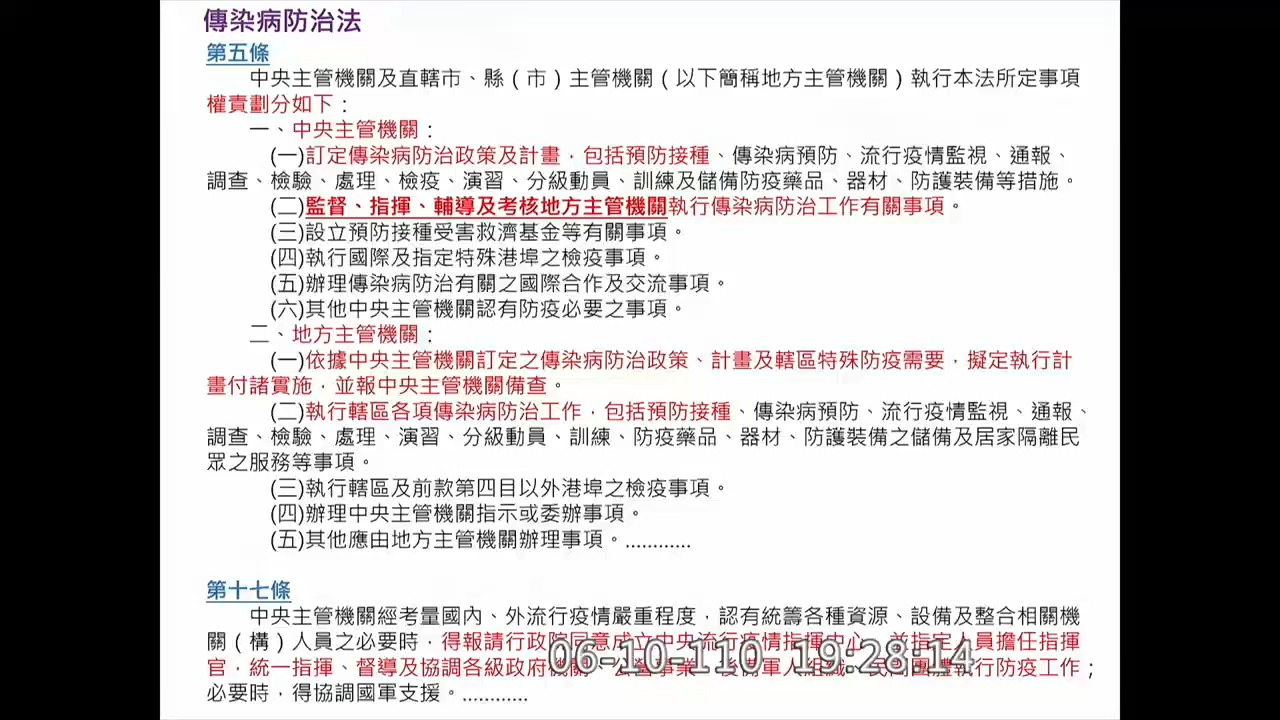 傳染病防治法
第五條
中央主管機關及直轄市、縣（市）主管機關（以下簡稱地方主管機關）執行本法所定事項
權責劃分如下：
一、中央主管機關：
(一)訂定傳染病防治政策及計畫，包括預防接種、傳染病預防、流行疫情監視、通報、
調查、檢驗、處理、檢疫、演習、分級動員、訓練及儲備防疫藥品、器材、防護裝備等措施。
(二)監督、指揮、輔導及考核地方主管機關執行傳染病防治工作有關事項。
(三)設立預防接種受害救濟基金等有關事項。
(四)執行國際及指定特殊港埠之檢疫事項。
(五)辦理傳染病防治有關之國際合作及交流事項。
(六)其他中央主管機關認有防疫必要之事項。
二、地方主管機關：
(一)依據中央主管機關訂定之傳染病防治政策、計畫及轄區特殊防疫需要，擬定執行計
畫付諸實施，並報中央主管機關備查。
(二)執行轄區各項傳染病防治工作，包括預防接種、傳染病預防、流行疫情監視、通報、
調查、檢驗、處理、演習、分級動員、訓練、防疫藥品、器材、防護裝備之儲備及居家隔離民
眾之服務等事項。
(三)執行轄區及前款第四目以外港埠之檢疫事項。
(四)辦理中央主管機關指示或委辦事項。
(五)其他應由地方主管機關辦理事項。............
第十七條
中央主管機關經考量國內、外流行疫情嚴重程度，認有統籌各種資源、設備及整合相關機
關（構）人員之必要時，得報請行政院同意成立中央流行疫情指揮中心，並指定人員擔任指揮
官，統一指揮、督導及協調各級政府機關、公營事業、後備軍人組織、民間團體執行防疫工作；
必要時，得協調國軍支援。............
06-10-110 19:28:14